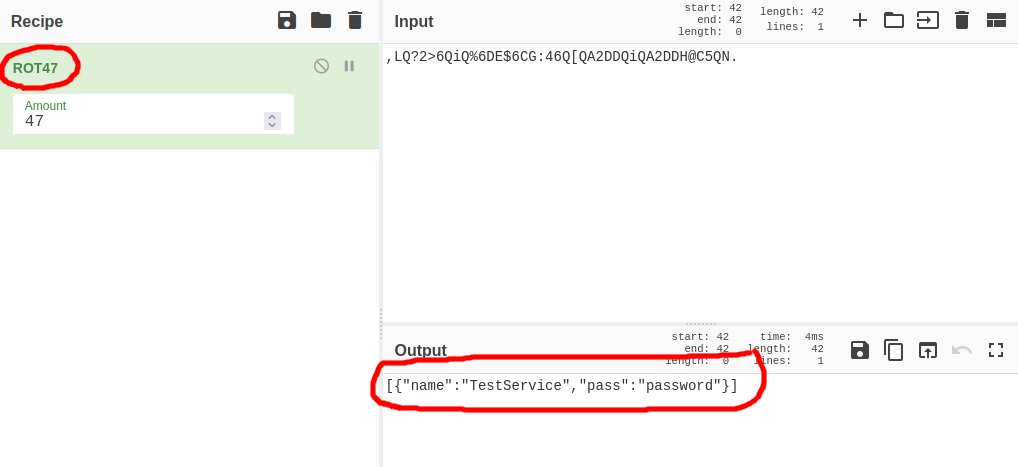 Recipe
ROT47
Amount
47
Input
start: 42
end: 42
length: 0
length: 42
lines: 1
,LQ?2>6QiQ%6DE$6CG:46Q[QA2DDQiQA2DDH@C5QN.
Output
start: 42
end: 42
length: 0
time: 4ms
length: 42
lines: 1
[{"name":"TestService","pass":"password"}]